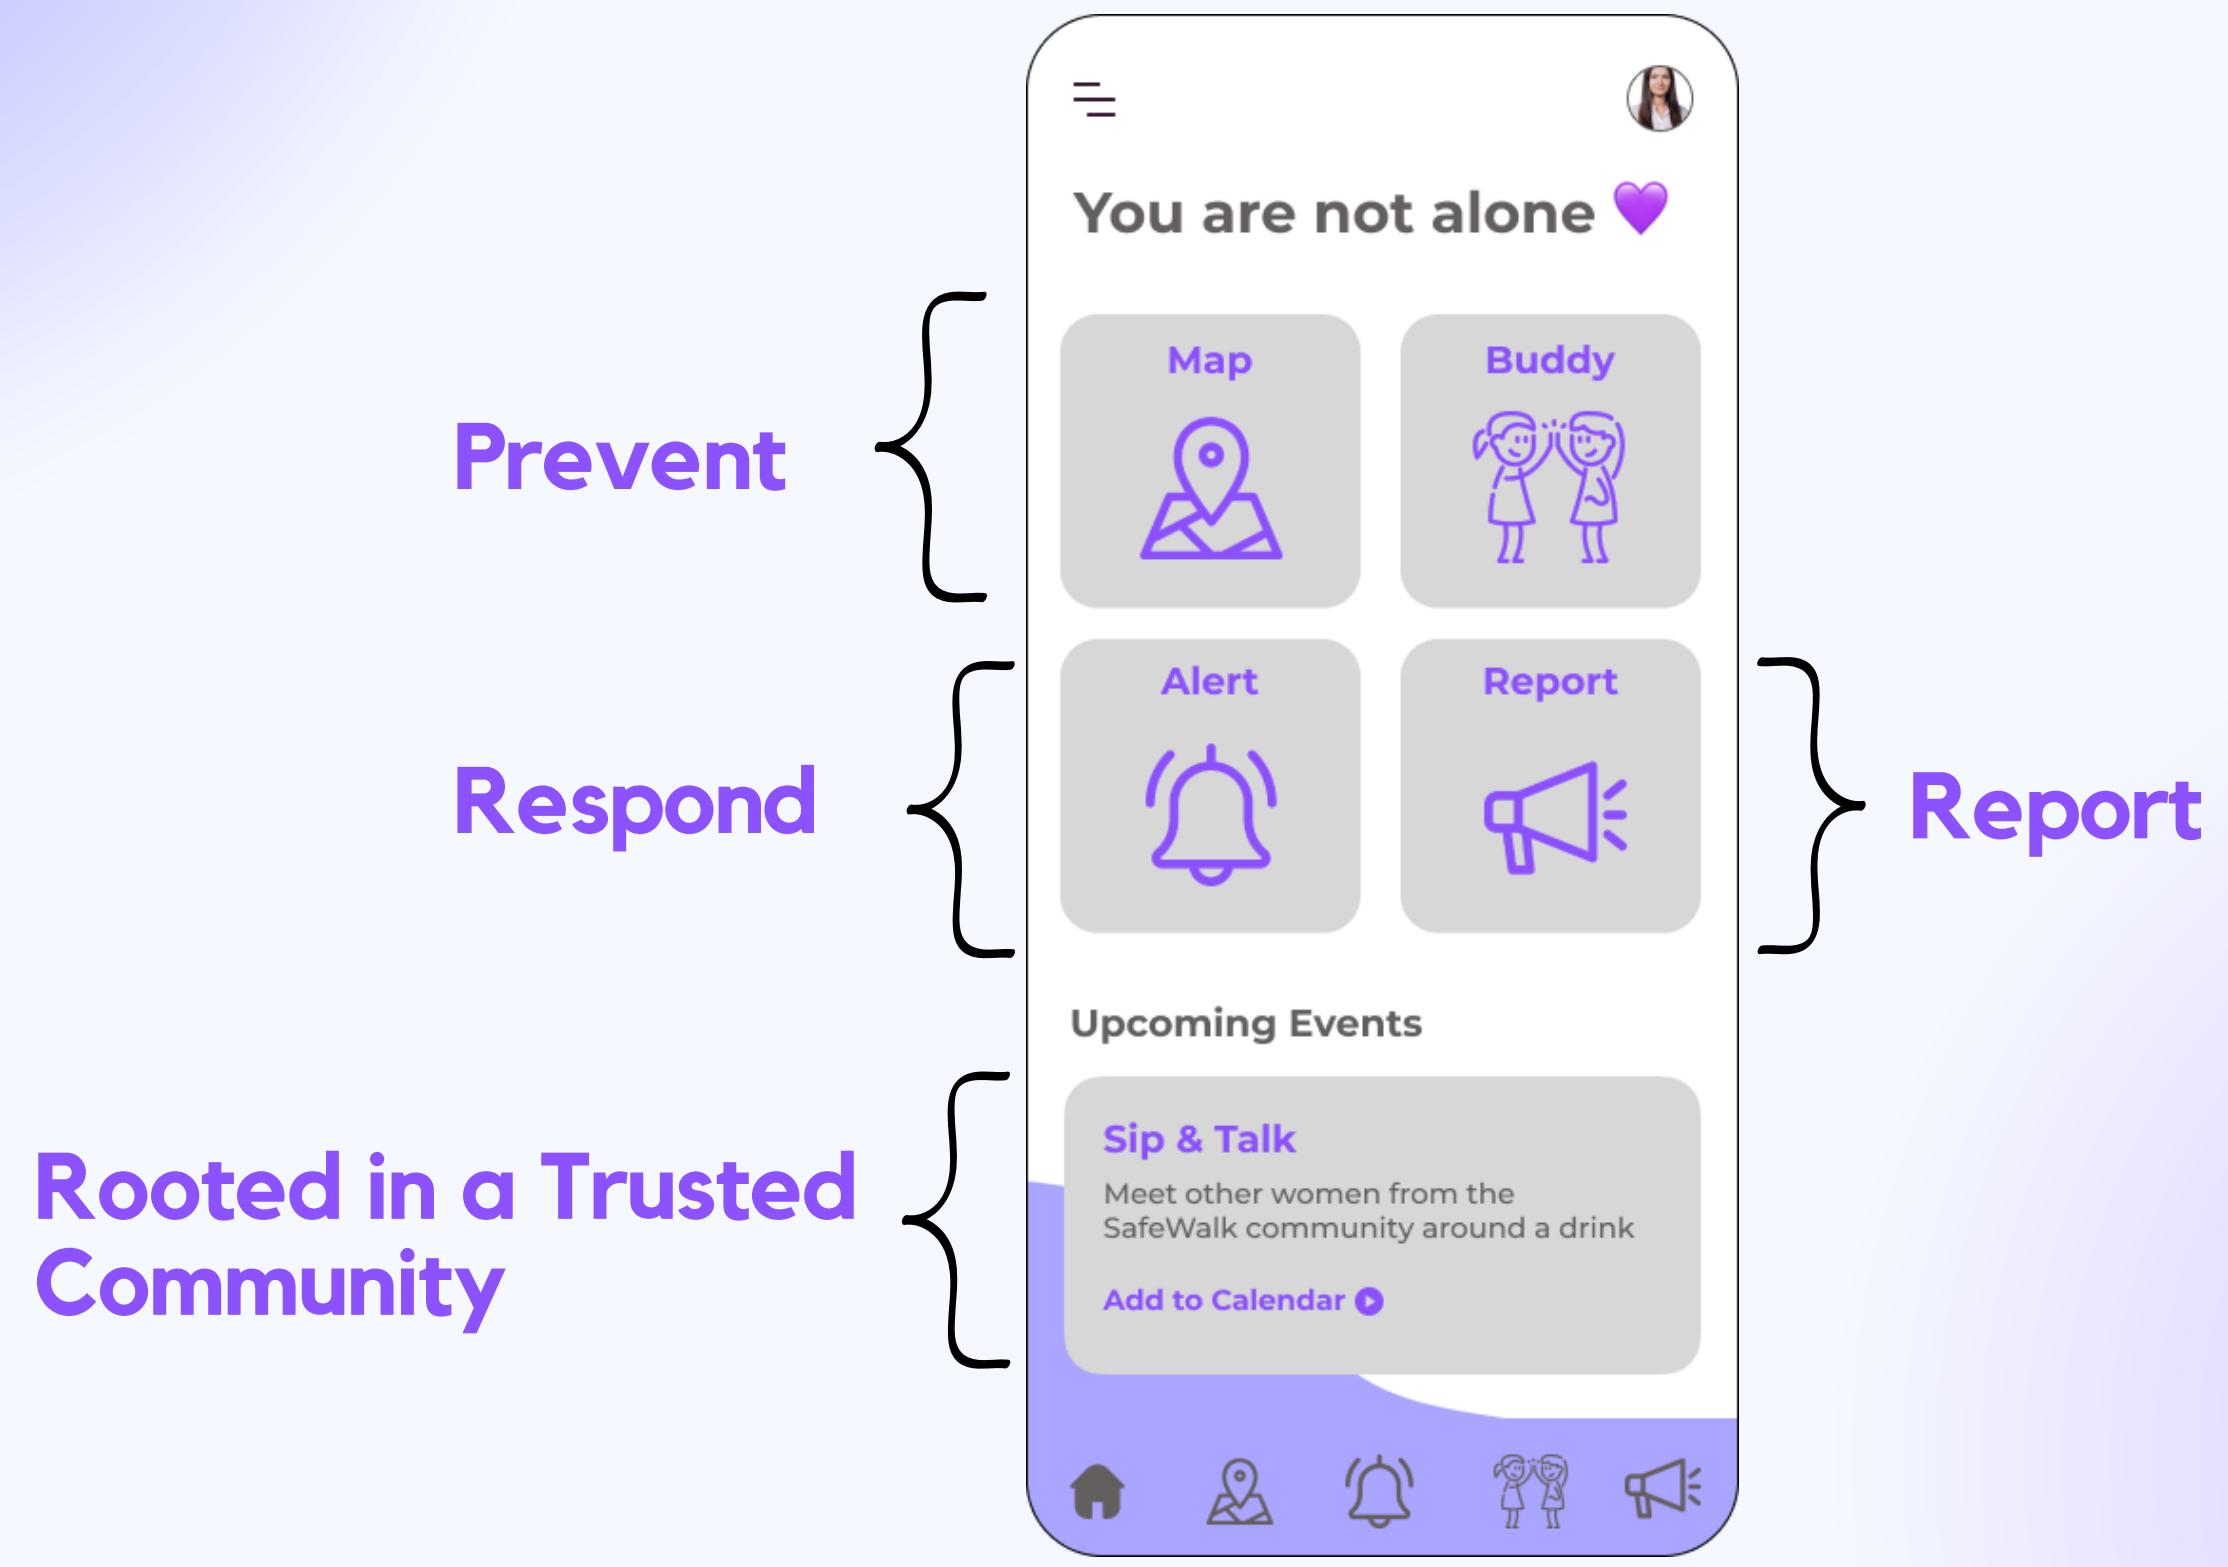 You are not alone 💜
Prevent
Map
Buddy
Respond
Alert
Report
Report
Upcoming Events
Rooted in a Trusted
Community
Sip & Talk
Meet other women from the
SafeWalk community around a drink
Add to Calendar